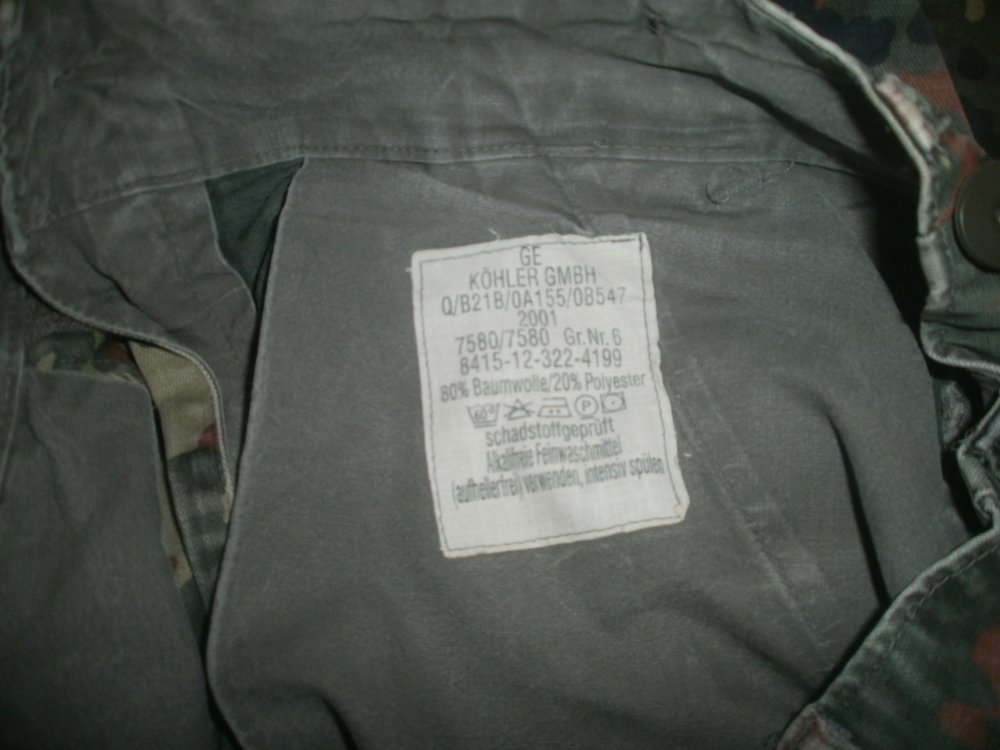 GE
KÖHLER GMBH
Q/B21B/0A155/0B547
2001
7580/7580 Gr.Nr.6
8415-12-322-4199
80% Baumwolle/20% Polyester
60° P
schadstoffgeprüft
Alkalifreie Feinwaschmittel
(aufhellerfrei) verwenden, intensiv spülen